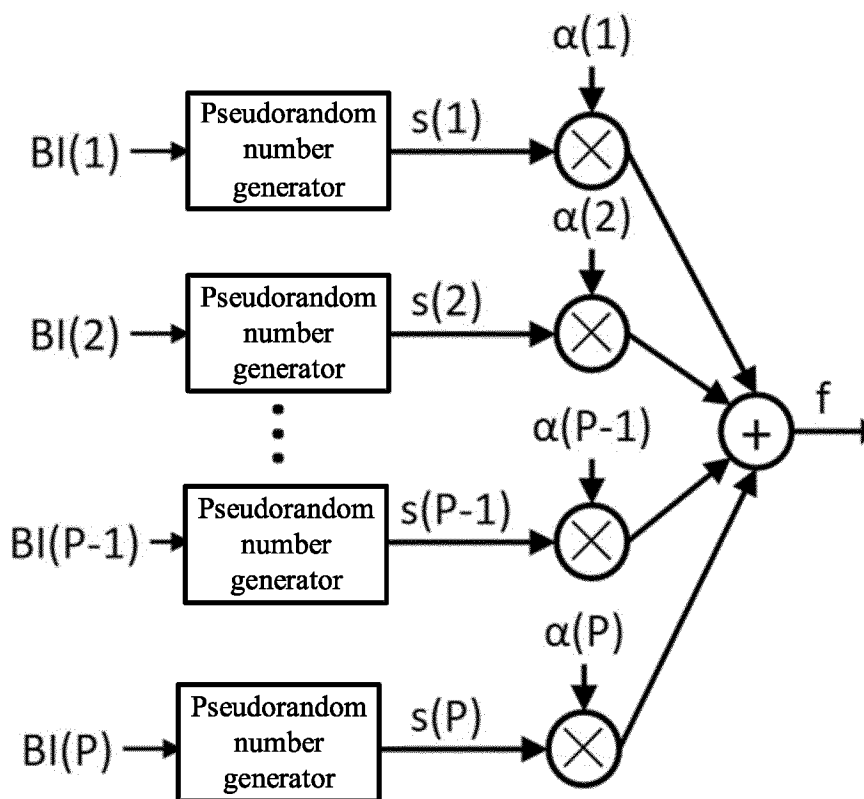 α(1)
BI(1)
Pseudorandom
number
generator
s(1)
×
α(2)
BI(2)
Pseudorandom
number
generator
s(2)
×
f
+
α(P-1)
BI(P-1)
Pseudorandom
number
generator
s(P-1)
×
α(P)
BI(P)
Pseudorandom
number
generator
s(P)
×